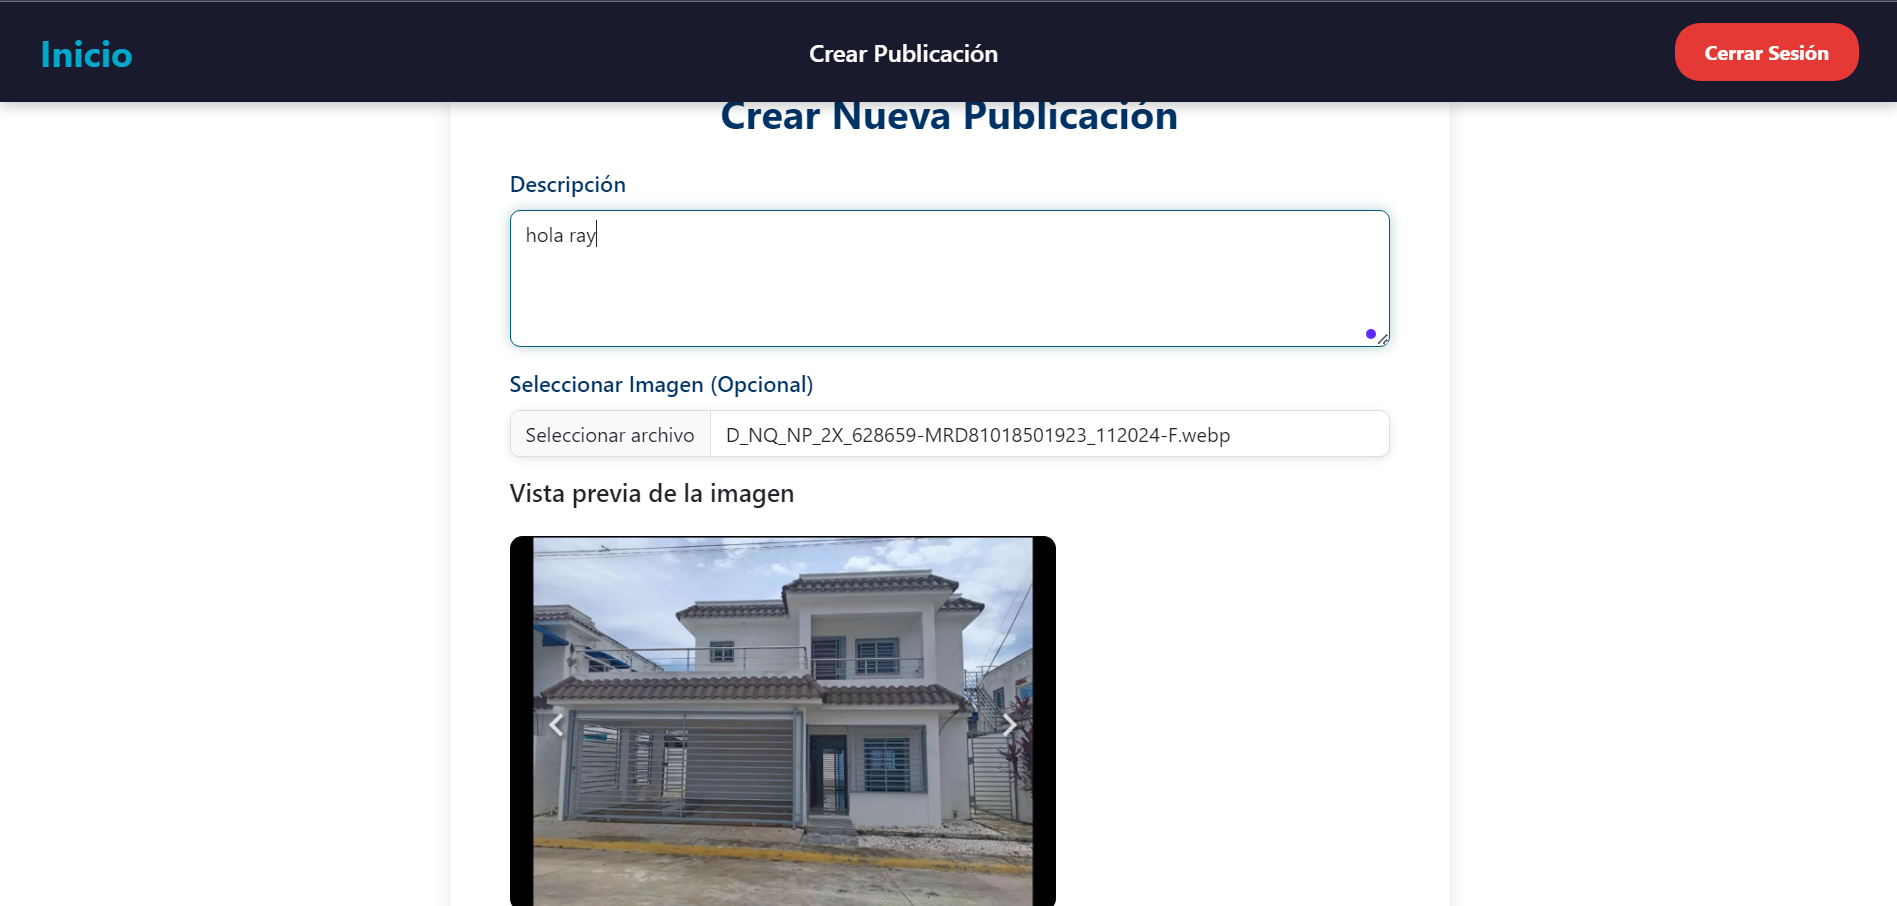 Inicio
Crear Publicación
Cerrar Sesión
Crear Nueva Publicación
Descripción
hola ray
Seleccionar Imagen (Opcional)
Seleccionar archivo
D_NQ_NP_2X_628659-MRD81018501923_112024-F.webp
Vista previa de la imagen